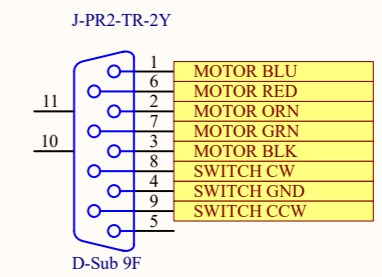 J-PR2-TR-2Y
1 MOTOR BLU
6 MOTOR RED
11
2 MOTOR ORN
7 MOTOR GRN
10
3 MOTOR BLK
8 SWITCH CW
4 SWITCH GND
9 SWITCH CCW
5
D-Sub 9F